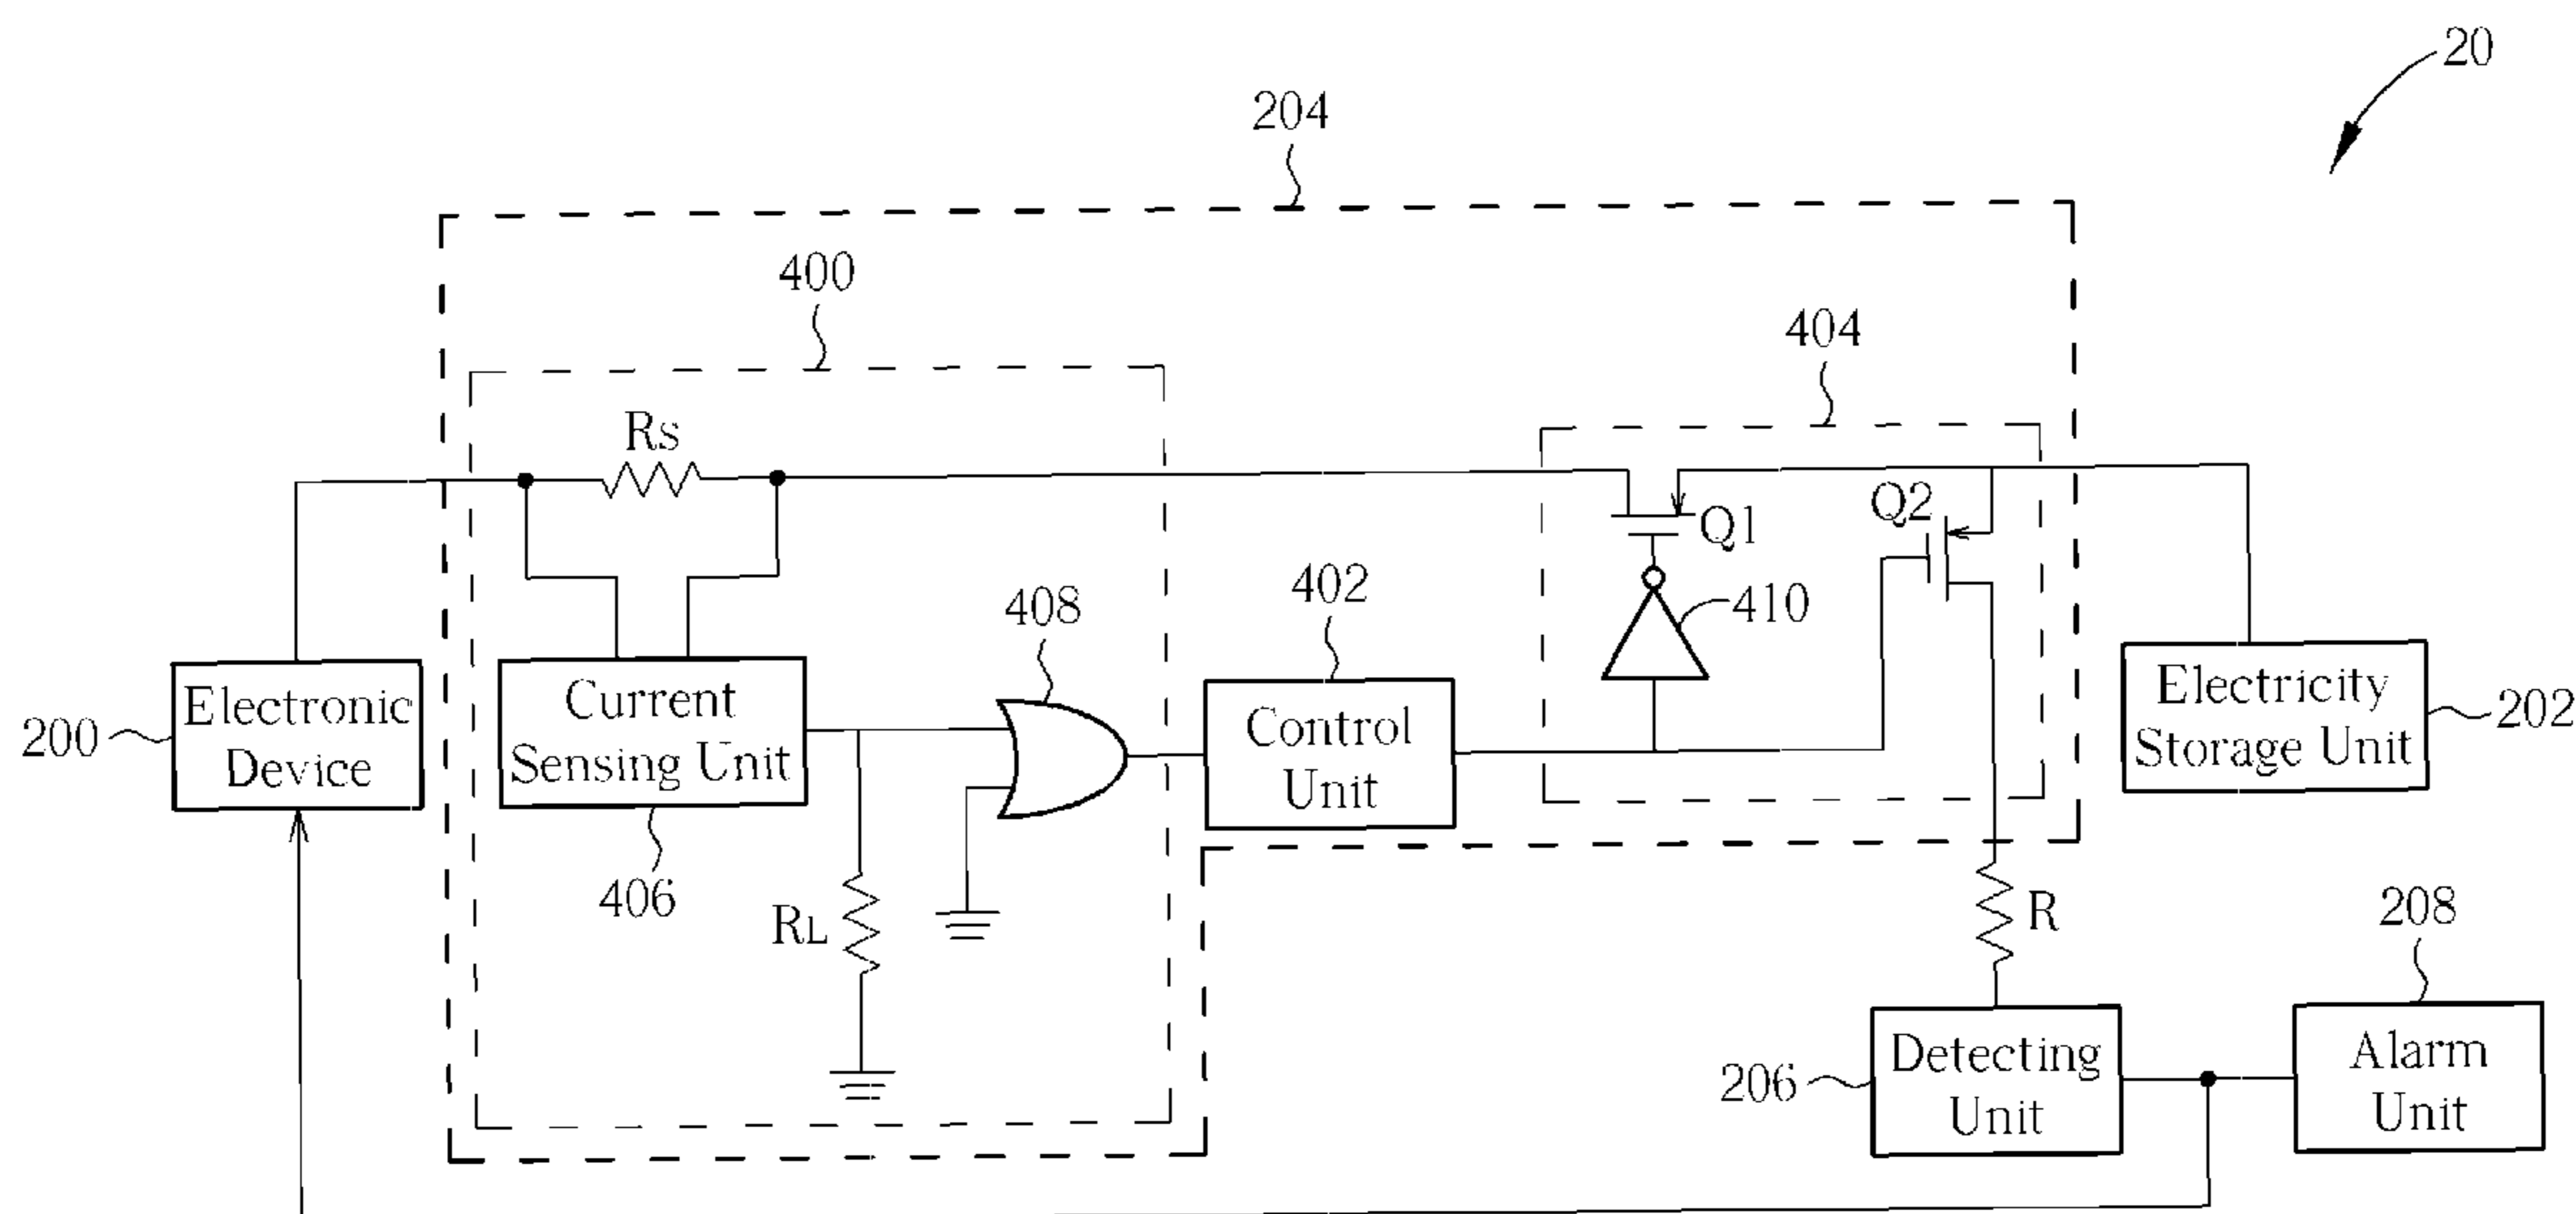 20
204
400
404
Rs
Q2
Q1
402
408
410
Electronic
Device
200
Current
Sensing Unit
Control
Unit
Electricity
Storage Unit
202
406
RL
R
208
Detecting
Unit
206
Alarm
Unit